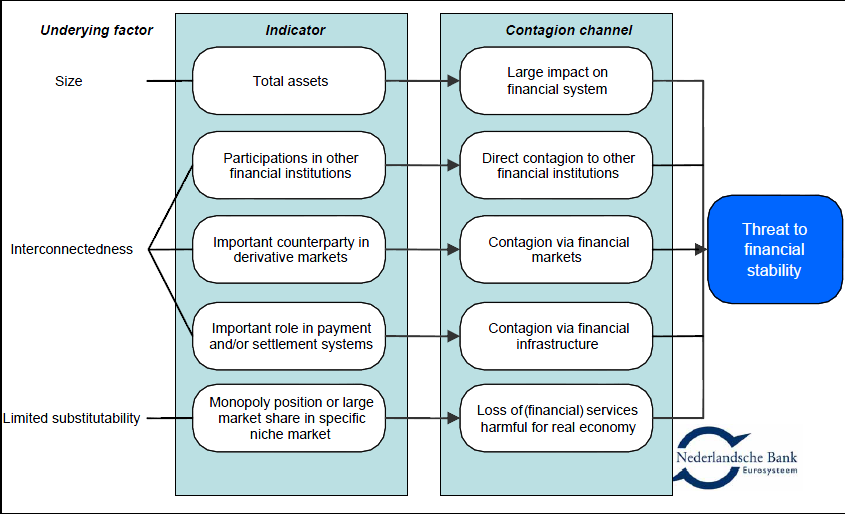 Underying factor
Indicator
Contagion channel
Size
Total assets
Large impact on
financial system
Participations in other
financial institutions
Direct contagion to other
financial institutions
Interconnectedness
Important counterparty in
derivative markets
Contagion via financial
markets
Threat to
financial
stability
Important role in payment
and/or settlement systems
Contagion via financial
infrastructure
Limited substitutability
Monopoly position or large
market share in specific
niche market
Loss of (financial) services
harmful for real economy
Nederlandsche Bank
Eurosysteem